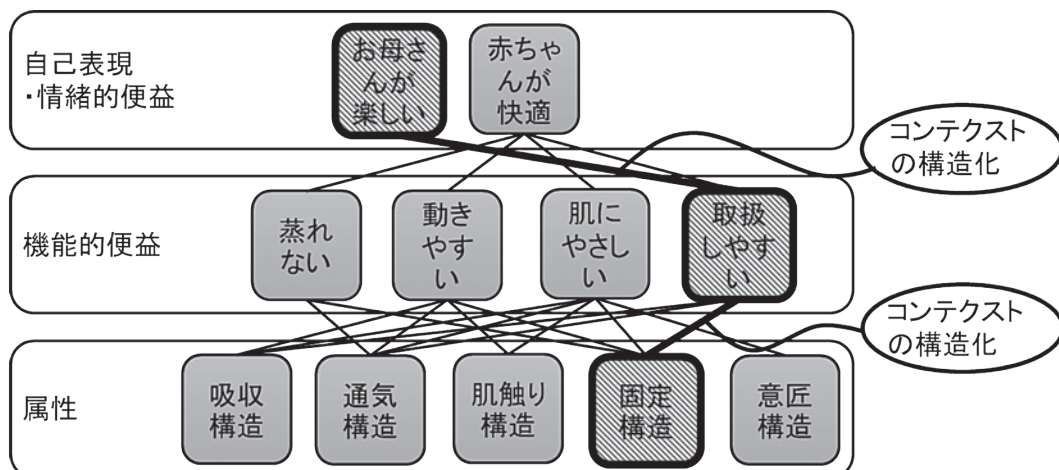 自己表現
・情緒的便益
お母さ
んが
楽しい
赤ちゃ
んが
快適
コンテクスト
の構造化
機能的便益
蒸れ
ない
動き
やす
い
肌に
やさし
い
取扱
しやす
い
コンテクスト
の構造化
属性
吸収
構造
通気
構造
肌触り
構造
固定
構造
意匠
構造